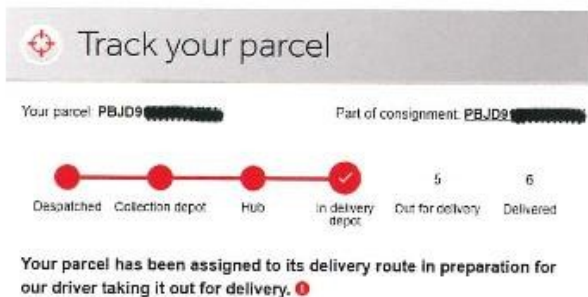 Track your parcel
Your parcel: PBJD9
Part of consignment: PBJD9
5 6
Despatched Collection depot Hub In delivery depot Out for delivery Delivered
Your parcel has been assigned to its delivery route in preparation for
our driver taking it out for delivery.